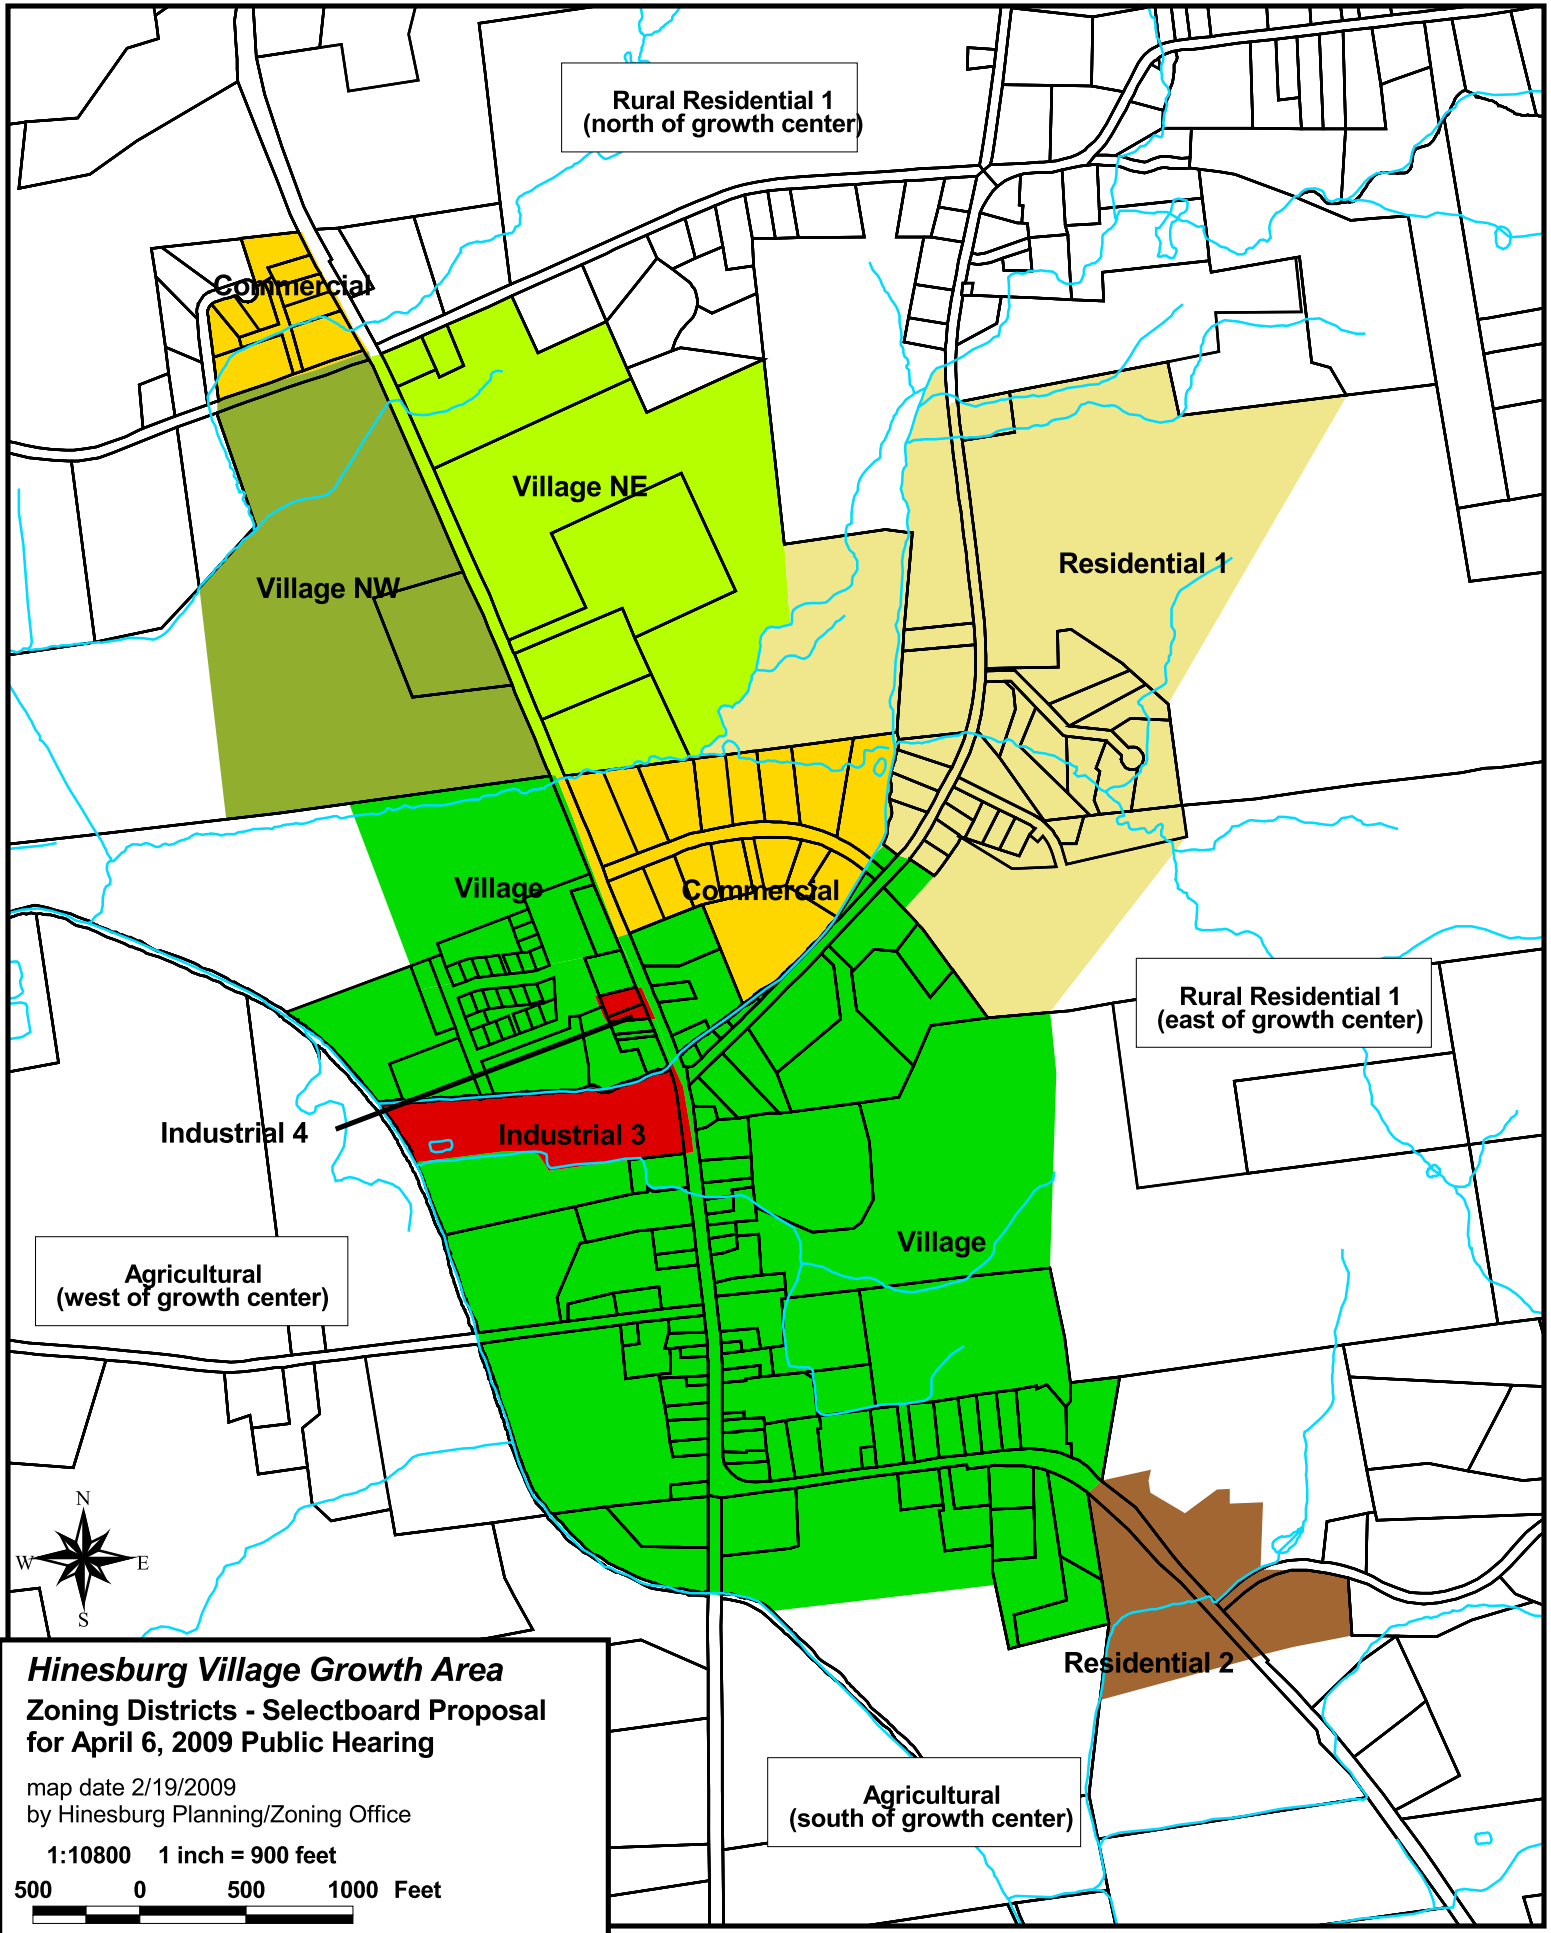 Rural Residential 1
(north of growth center)
Commercial
Village NE
Residential 1
Village NW
Village
Commercial
Rural Residential 1
(east of growth center)
Industrial 4
Industrial 3
Village
Agricultural
(west of growth center)
N
W
E
S
Residential 2
Hinesburg Village Growth Area
Zoning Districts - Selectboard Proposal
for April 6, 2009 Public Hearing
map date 2/19/2009
by Hinesburg Planning/Zoning Office
1:10800 1 inch = 900 feet
500 0 500 1000 Feet
Agricultural
(south of growth center)